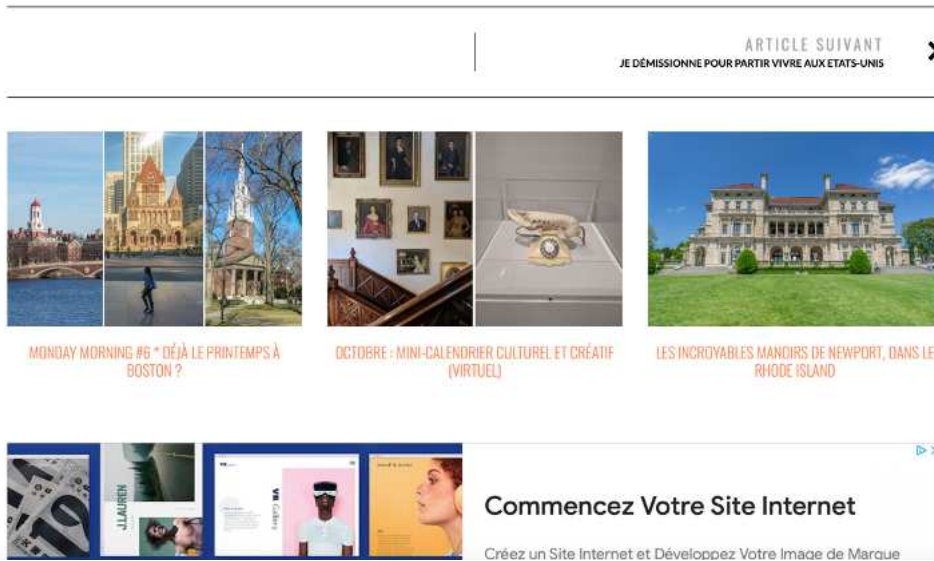 ARTICLE SUIVANT
JE DÉMISSIONNE POUR PARTIR VIVRE AUX ETATS-UNIS
MONDAY MORNING #6 * DÉJÀ LE PRINTEMPS À
BOSTON ?
OCTOBRE : MINI-CALENDRIER CULTUREL ET CRÉATIF
(VIRTUEL)
LES INCROYABLES MANOIRS DE NEWPORT, DANS LE
RHODE ISLAND
J.LAUREN
VR Gallery
Commencez Votre Site Internet
Créez un Site Internet et Développez Votre Image de Marque